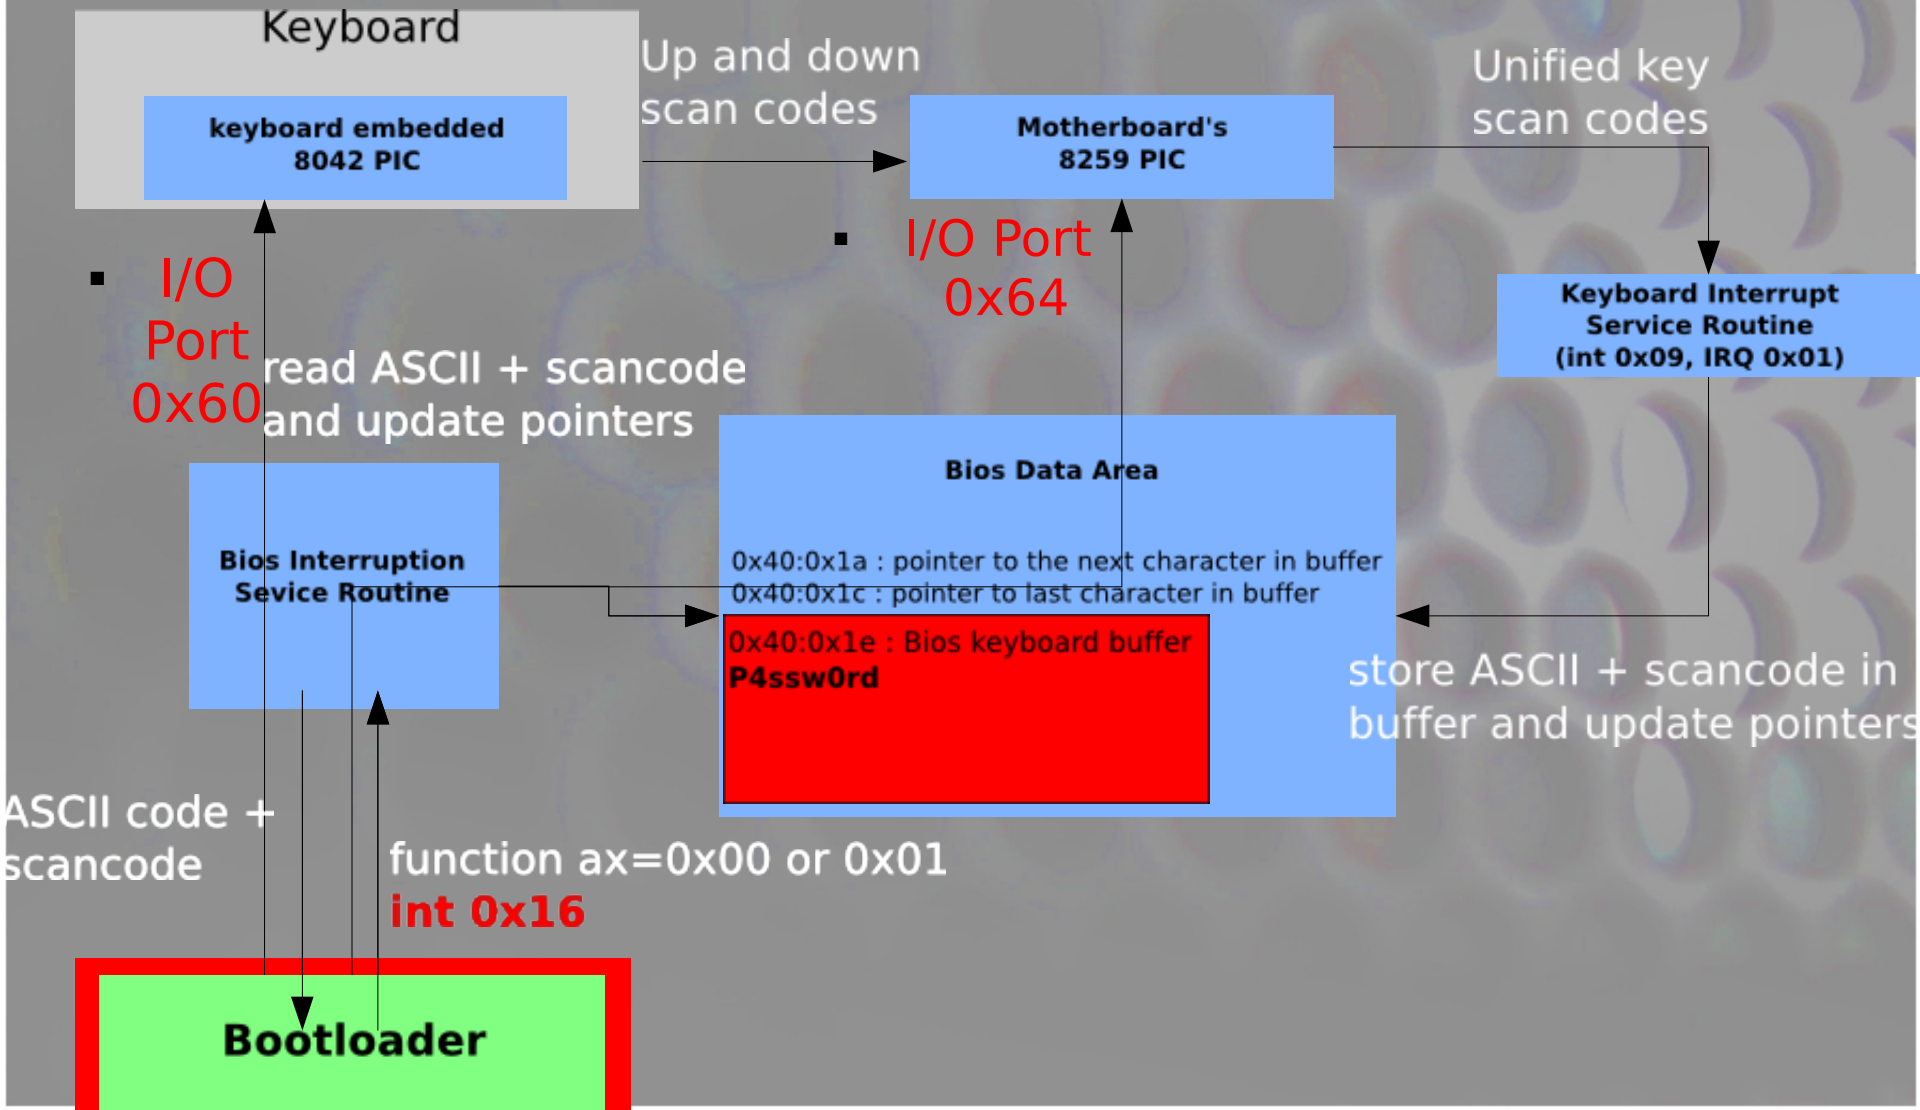 Keyboard
keyboard embedded
8042 PIC
Up and down
scan codes
Motherboard's
8259 PIC
Unified key
scan codes
I/O
Port
0x60
I/O Port
0x64
Keyboard Interrupt
Service Routine
(int 0x09, IRQ 0x01)
read ASCII + scancode
and update pointers
Bios Interruption
Sevice Routine
Bios Data Area
0x40:0x1a : pointer to the next character in buffer
0x40:0x1c : pointer to last character in buffer
0x40:0x1e : Bios keyboard buffer
P4ssw0rd
store ASCII + scancode in
buffer and update pointers
ASCII code +
scancode
function ax=0x00 or 0x01
int 0x16
Bootloader